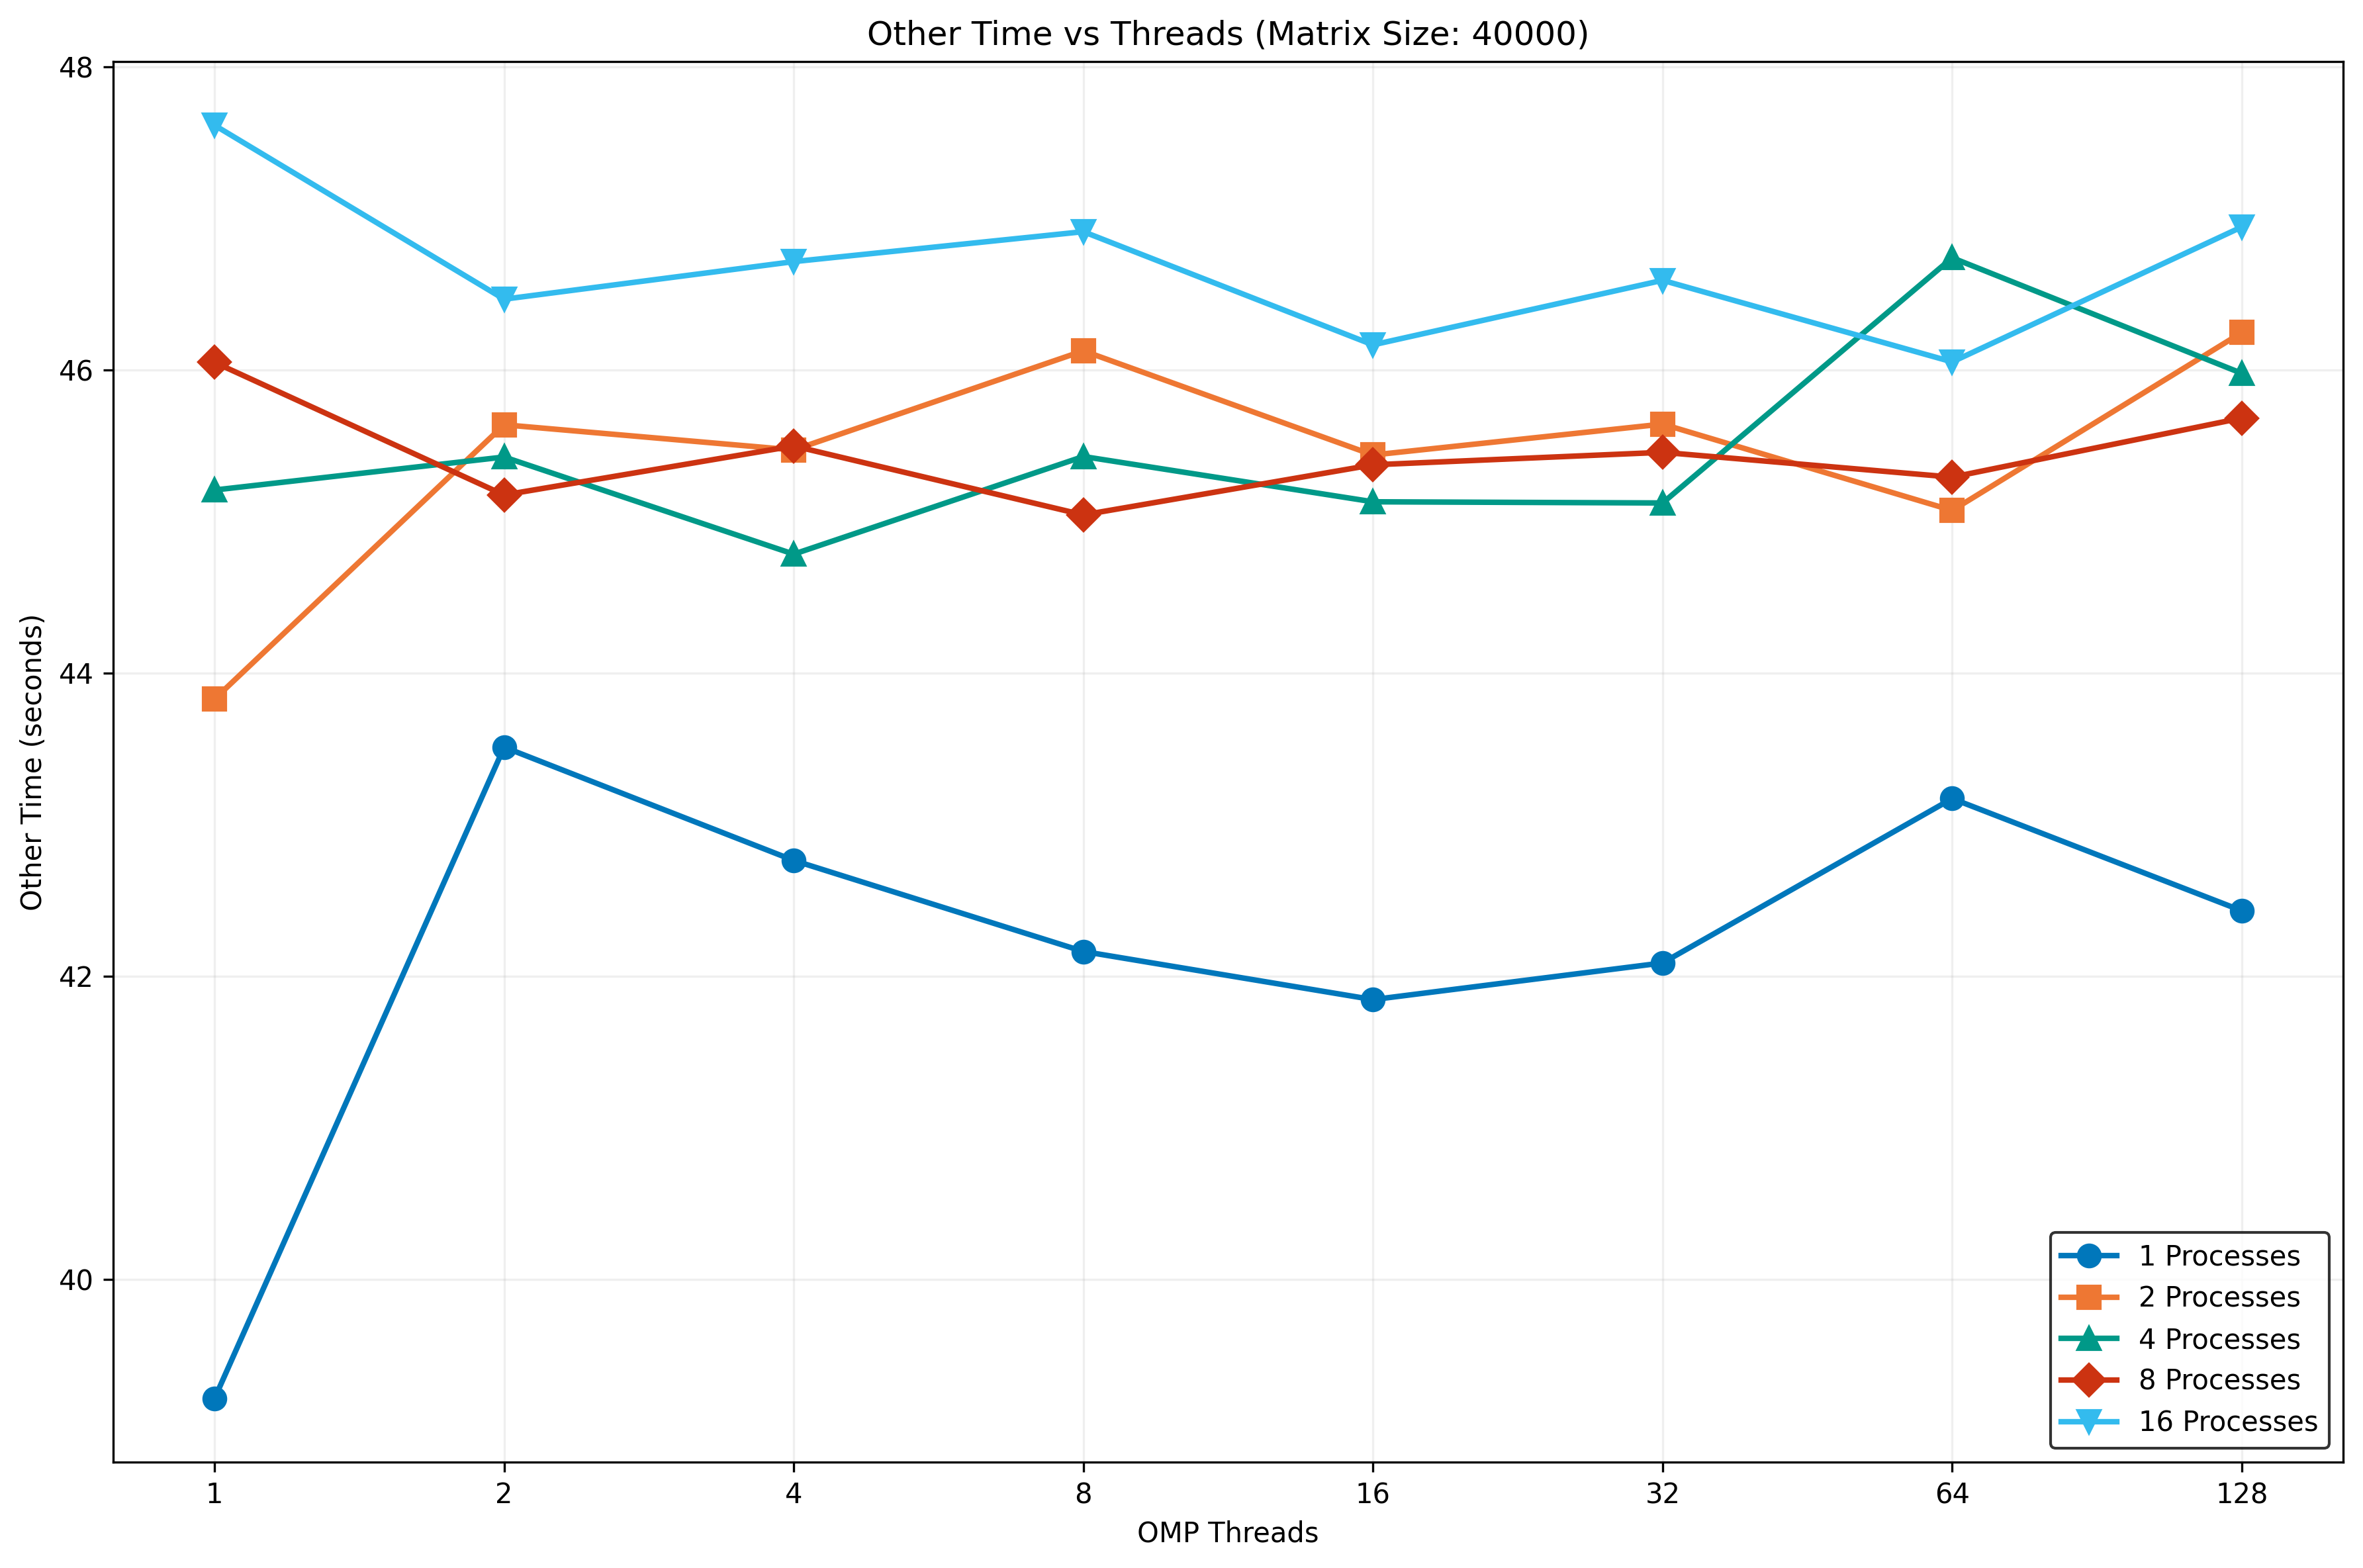 Other Time vs Threads (Matrix Size: 40000)
48
46
44
42
40
Other Time (seconds)
1 Processes
2 Processes
4 Processes
8 Processes
16 Processes
1 2 4 8 16 32 64 128
OMP Threads